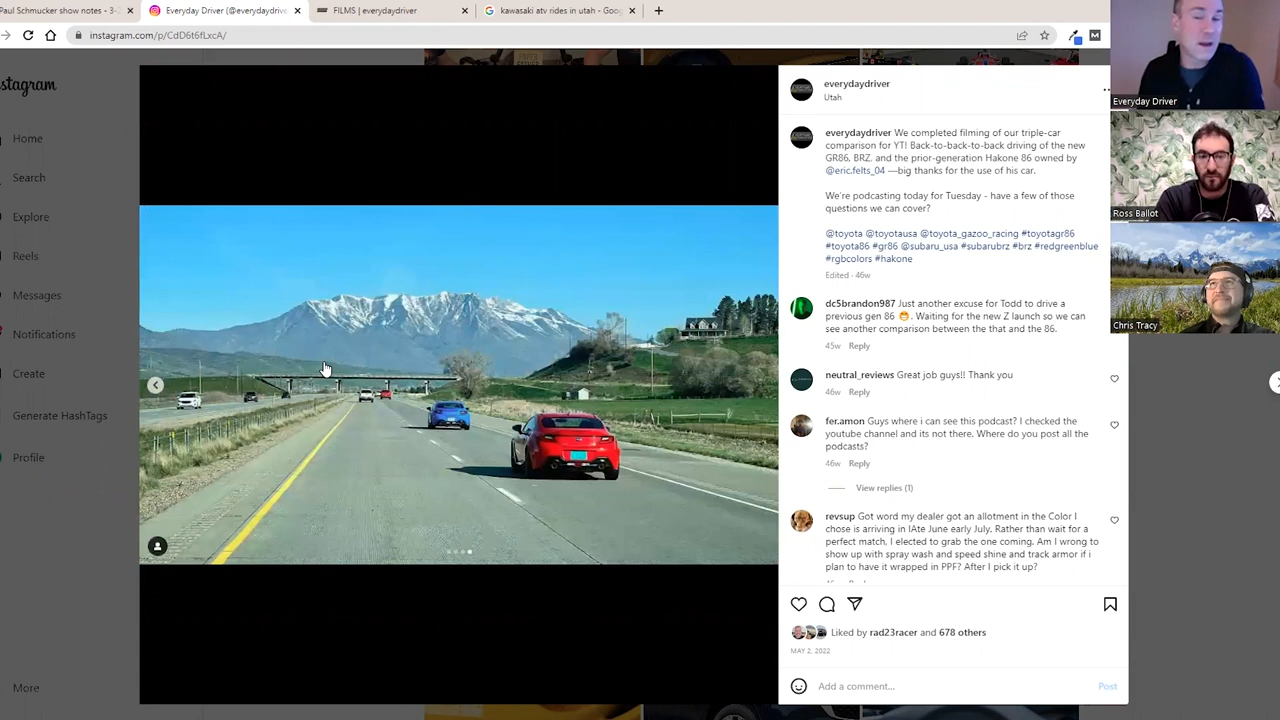 Paul Schmucker show notes - 3-
Everyday Driver (@everydaydrive
FILMS | everydaydriver
kawasaki atv rides in utah - Goog
instagram.com/p/CdD6t6fLxcA/
nstagram
Home
Search
Explore
Reels
Messages
Notifications
Create
Generate HashTags
Profile
More
everydaydriver
Utah
everydaydriver We completed filming of our triple-car
comparison for YT! Back-to-back-to-back driving of the new
GR86, BRZ, and the prior-generation Hakone 86 owned by
@eric.felts_04 —big thanks for the use of his car.
We're podcasting today for Tuesday - have a few of those
questions we can cover?
@toyota @toyotausa @toyota_gazoo_racing #toyotagr86
#toyota86 #gr86 @subaru_usa #subarubrz #brz #redgreenblue
#rgbcolors #hakone
Edited · 46w
dc5brandon987 Just another excuse for Todd to drive a
previous gen 86 😁. Waiting for the new Z launch so we can
see another comparison between the that and the 86.
45w Reply
neutral_reviews Great job guys!! Thank you
46w Reply
fer.amon Guys where i can see this podcast? I checked the
youtube channel and its not there. Where do you post all the
podcasts?
46w Reply
View replies (1)
revsup Got word my dealer got an allotment in the Color I
chose is arriving in lAte June early July. Rather than wait for a
perfect match, I elected to grab the one coming. Am I wrong to
show up with spray wash and speed shine and track armor if i
plan to have it wrapped in PPF? After I pick it up?
Liked by rad23racer and 678 others
MAY 2, 2022
Add a comment...
Post
Everyday Driver
Ross Ballot
Chris Tracy